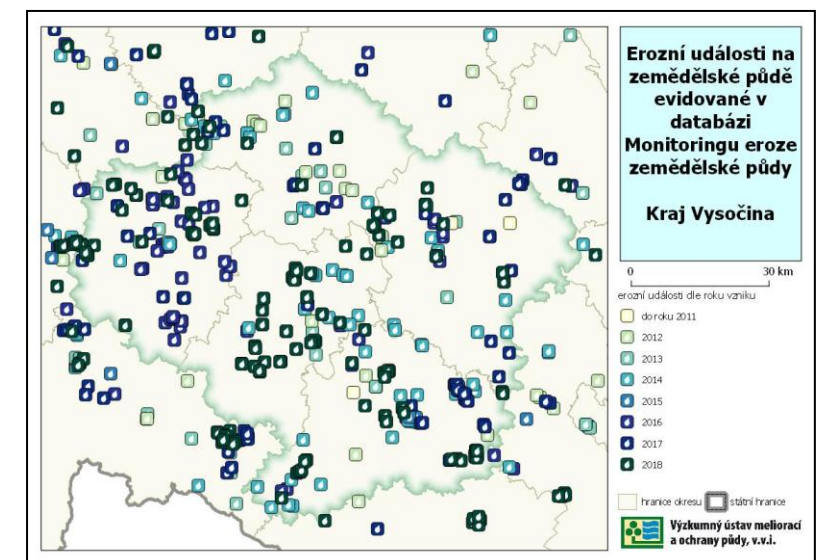 Erozní události na
zemědělské půdě
evidované v
databázi
Monitoringu eroze
zemědělské půdy
Kraj Vysočina
0 30 km
erozní události dle roku vzniku
do roku 2011
2012
2013
2014
2015
2016
2017
2018
hranice okresu státní hranice
Výzkumný ústav meliorací
a ochrany půdy, v.v.i.